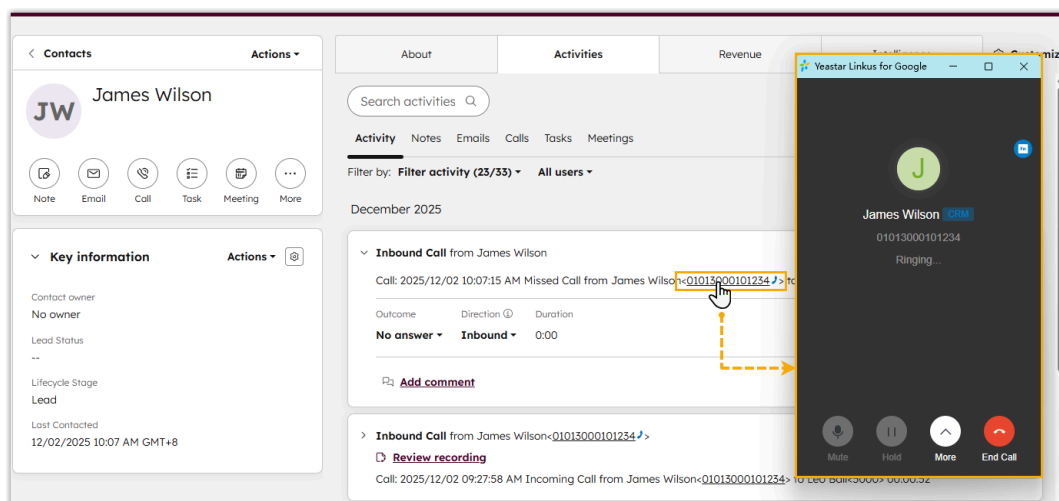 Contacts
Actions
JW
James Wilson
Note
Email
Call
Task
Meeting
More
Key information
Actions
Contact owner
No owner
Lead Status
--
Lifecycle Stage
Lead
Last Contacted
12/02/2025 10:07 AM GMT+8
About
Activities
Revenue
Search activities
Activity
Notes
Emails
Calls
Tasks
Meetings
Filter by: Filter activity (23/33)
All users
December 2025
Inbound Call from James Wilson
Call: 2025/12/02 10:07:15 AM Missed Call from James Wilson<01013000101234> to
Outcome
Direction
Duration
No answer
Inbound
0:00
Add comment
Inbound Call from James Wilson<01013000101234>
Review recording
Call: 2025/12/02 09:27:58 AM Incoming Call from James Wilson<01013000101234> to Leo Ball<5000> 00:00:52
Yeastar Linkus for Google
J
James Wilson CRM
01013000101234
Ringing...
Mute
Hold
More
End Call